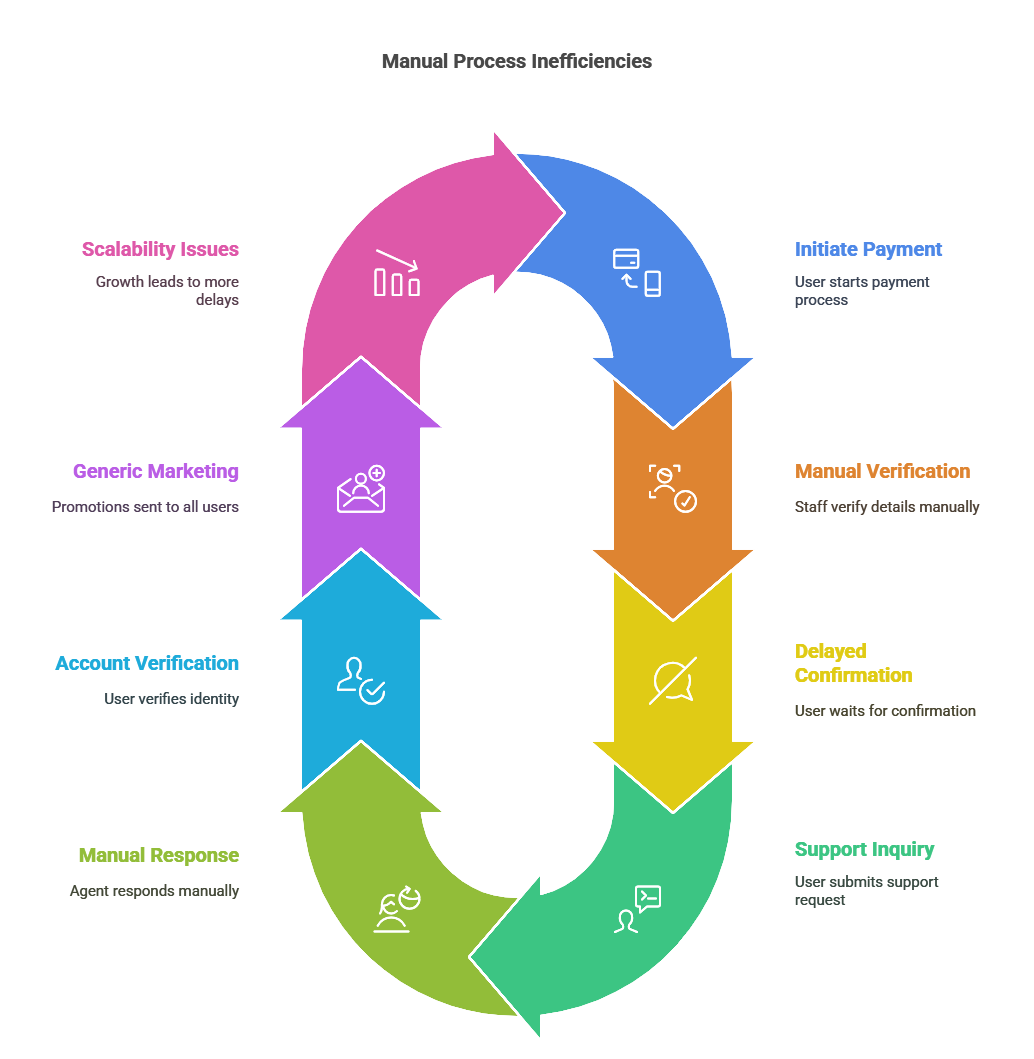 Manual Process Inefficiencies
Initiate Payment
User starts payment
process
Manual Verification
Staff verify details manually
Delayed
Confirmation
User waits for confirmation
Support Inquiry
User submits support
request
Manual Response
Agent responds manually
Account Verification
User verifies identity
Generic Marketing
Promotions sent to all users
Scalability Issues
Growth leads to more
delays